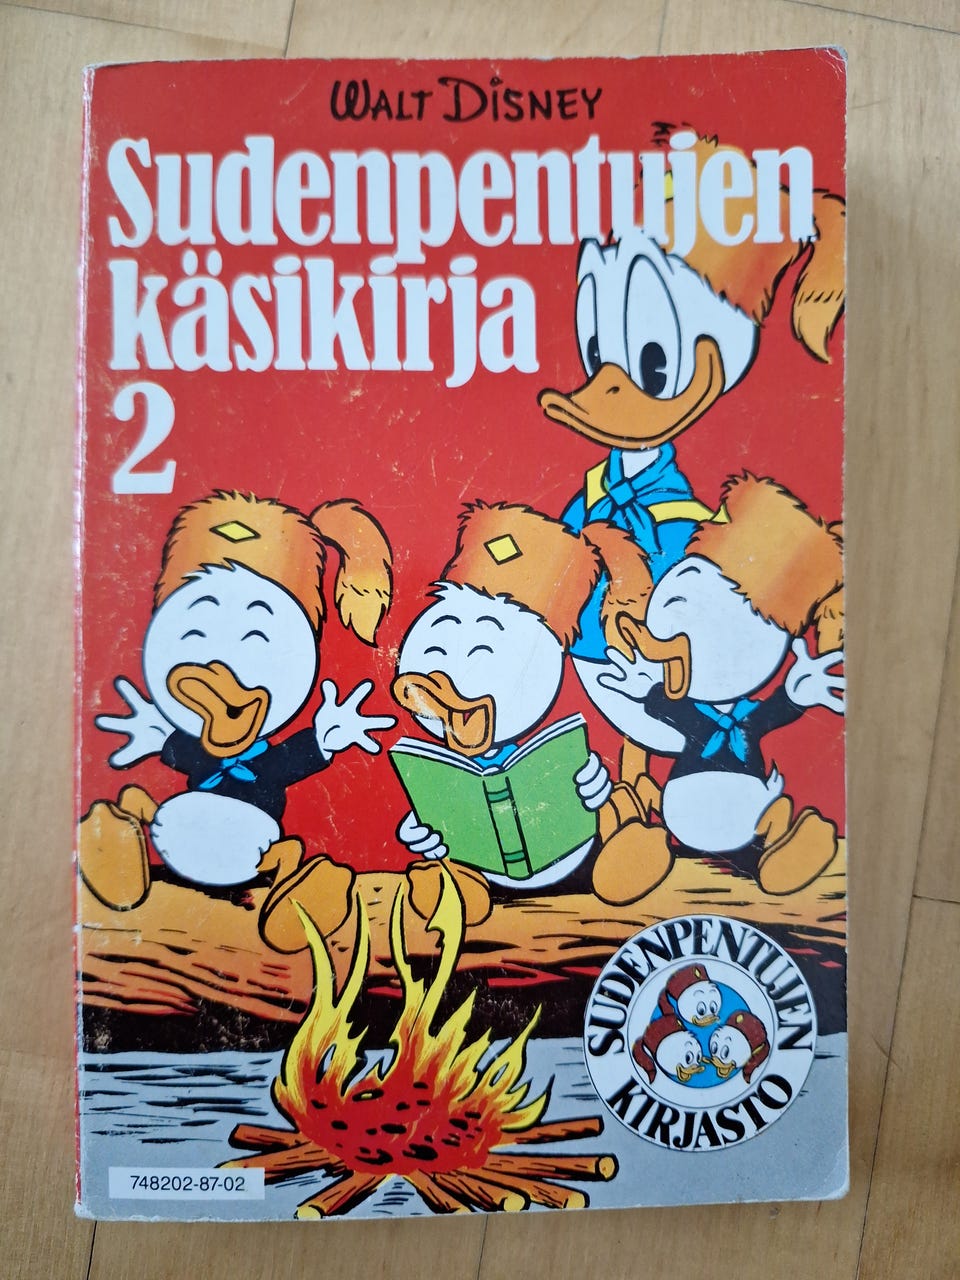 WALT DISNEY
Sudenpentujen
käsikirja
2
SUDENPENTUJEN
KIRJASTO
748202-87-02